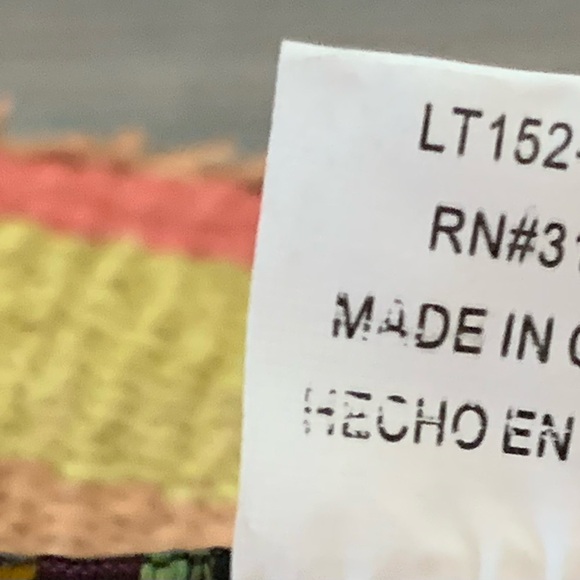 LT152-
RN#31
MADE IN C
HECHO EN